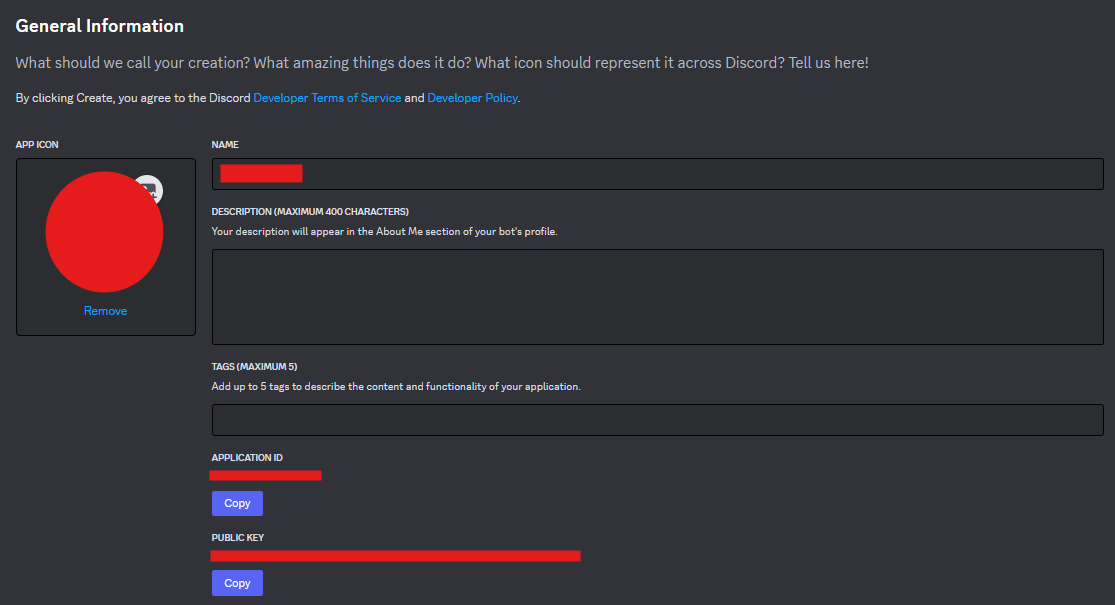 General Information
What should we call your creation? What amazing things does it do? What icon should represent it across Discord? Tell us here!
By clicking Create, you agree to the Discord Developer Terms of Service and Developer Policy.
APP ICON
Remove
NAME
DESCRIPTION (MAXIMUM 400 CHARACTERS)
Your description will appear in the About Me section of your bot's profile.
TAGS (MAXIMUM 5)
Add up to 5 tags to describe the content and functionality of your application.
APPLICATION ID
Copy
PUBLIC KEY
Copy